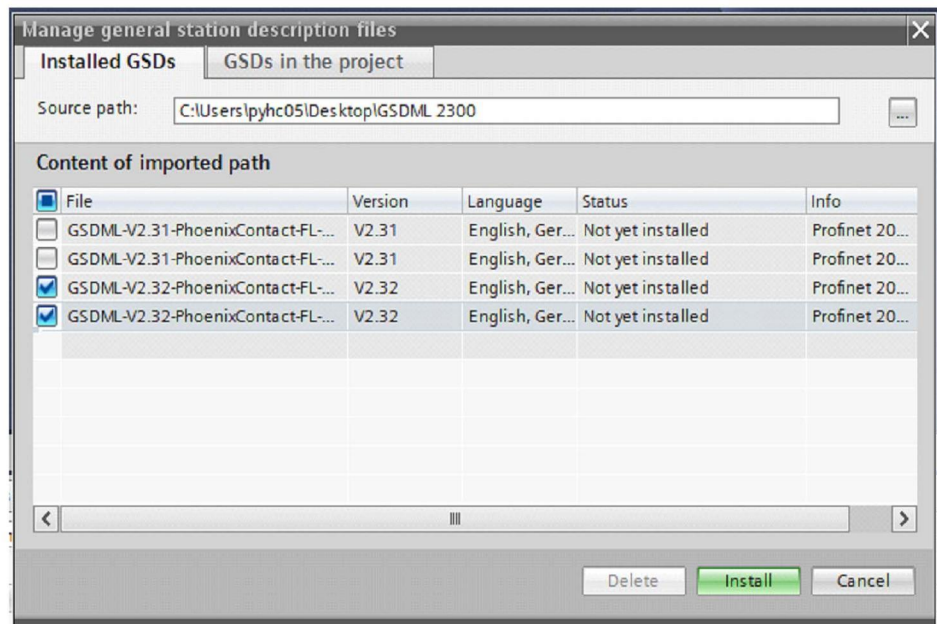 Manage general station description files
Installed GSDs GSDs in the project
Source path: C:\Users\pyhc05\Desktop\GSDML 2300 ...
Content of imported path
File Version Language Status Info
GSDML-V2.31-PhoenixContact-FL-... V2.31 English, Ger... Not yet installed Profinet 20...
GSDML-V2.31-PhoenixContact-FL-... V2.31 English, Ger... Not yet installed Profinet 20...
GSDML-V2.32-PhoenixContact-FL-... V2.32 English, Ger... Not yet installed Profinet 20...
GSDML-V2.32-PhoenixContact-FL-... V2.32 English, Ger... Not yet installed Profinet 20...
Delete Install Cancel